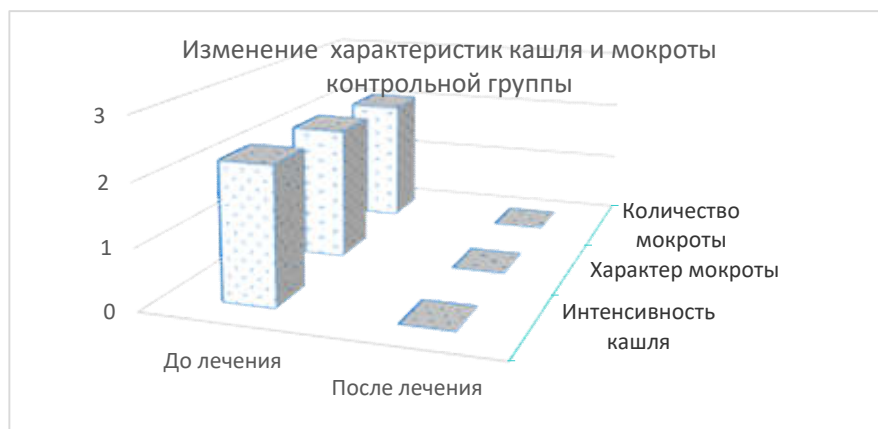 Изменение характеристик кашля и мокроты
контрольной группы
3
2
1
0
Количество
мокроты
Характер мокроты
Интенсивность
кашля
До лечения
После лечения